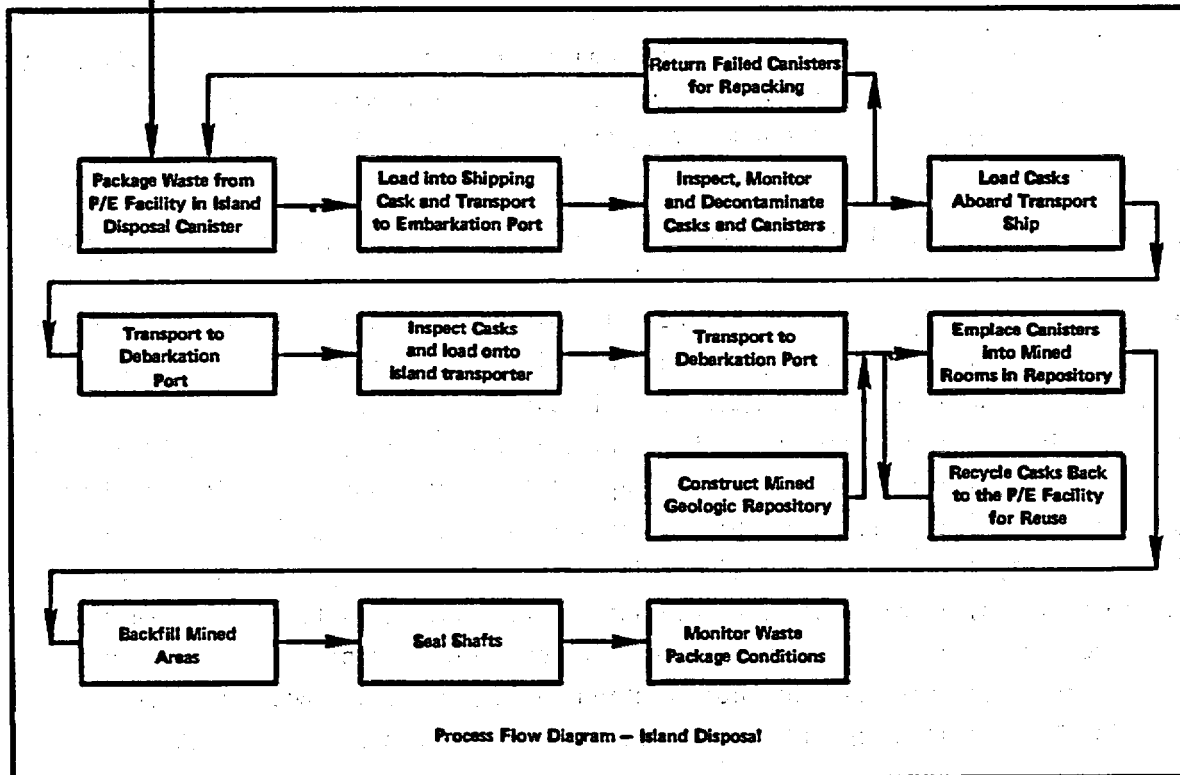 Return Failed Canisters
for Repacking
Package Waste from
P/E Facility in Island
Disposal Canister
Load into Shipping
Cask and Transport
to Embarkation Port
Inspect, Monitor
and Decontaminate
Casks and Canisters
Load Casks
Aboard Transport
Ship
Transport to
Debarkation
Port
Inspect Casks
and load onto
Island transporter
Transport to
Debarkation Port
Emplace Canisters
into Mined
Rooms in Repository
Construct Mined
Geologic Repository
Recycle Casks Back
to the P/E Facility
for Reuse
Backfill Mined
Areas
Seal Shafts
Monitor Waste
Package Conditions
Process Flow Diagram – Island Disposal